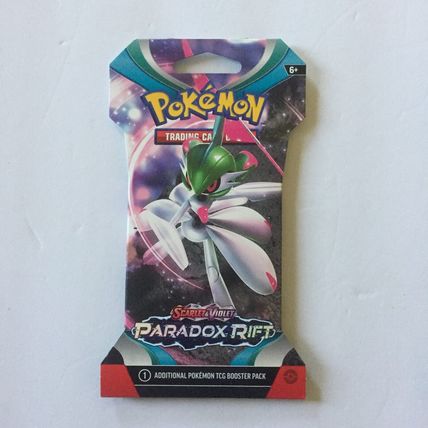 6+
POKéMON
TRADING CARD G
SCARLET & VIOLET
PARADOX RIFT
1 ADDITIONAL POKÉMON TCG BOOSTER PACK